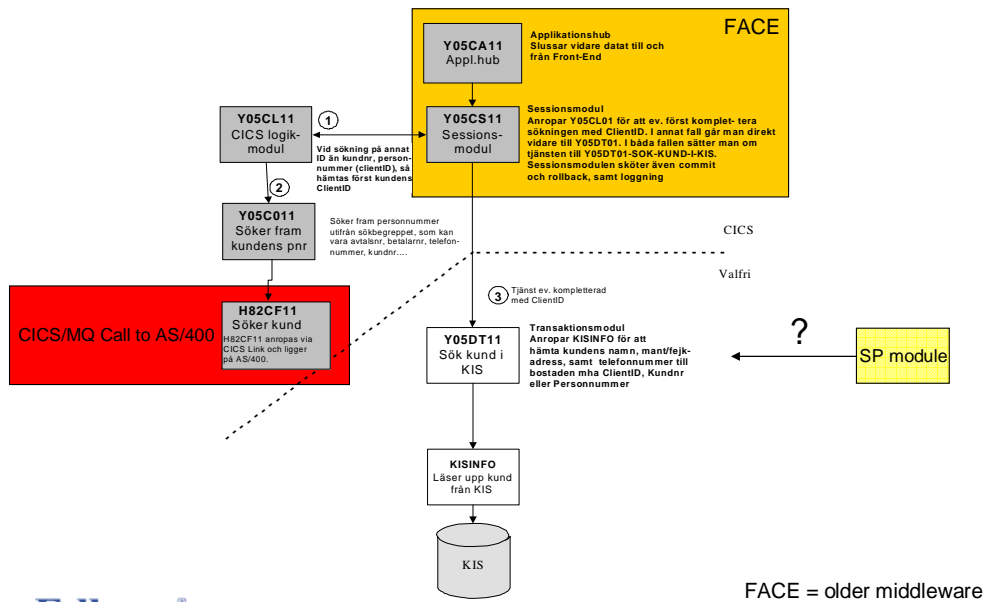 FACE
Y05CA11
Appl.hub
Applikationshub
Slussar vidare datat till och
från Front-End
Y05CL11
CICS logik-
modul
1
Vid sökning på annat
ID än kundnr, person-
nummer (clientID), så
hämtas först kundens
ClientID
Y05CS11
Sessions-
modul
Sessionsmodul
Anropar Y05CL01 för att ev. först komplet- tera
sökningen med ClientID. I annat fall går man direkt
vidare till Y05DT01. I båda fallen sätter man om
tjänsten till Y05DT01-SOK-KUND-I-KIS.
Sessionsmodulen sköter även commit
och rollback, samt loggning
2
Y05C011
Söker fram
kundens pnr
Söker fram personnummer
utifrån sökbegreppet, som kan
vara avtalsnr, betalarnr, telefon-
nummer, kundnr....
CICS
Valfri
CICS/MQ Call to AS/400
H82CF11
Söker kund
H82CF11 anropas via
CICS Link och ligger
på AS/400.
3
Tjänst ev. kompletterad
med ClientID
Y05DT11
Sök kund i
KIS
Transaktionsmodul
Anropar KISINFO för att
hämta kundens namn, mant/fejk-
adress, samt telefonnummer till
bostaden mha ClientID, Kundnr
eller Personnummer
?
SP module
KISINFO
Läser upp kund
från KIS
KIS
FACE = older middleware